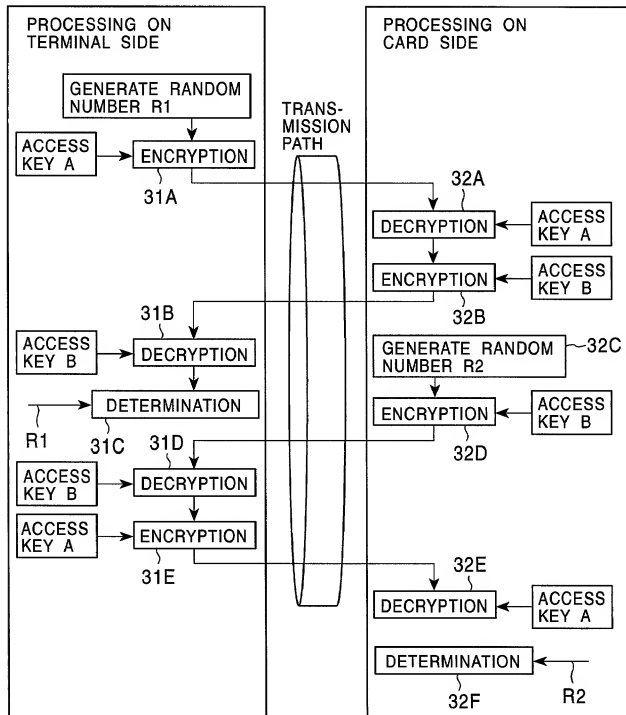 PROCESSING ON
TERMINAL SIDE
GENERATE RANDOM
NUMBER R1
ACCESS
KEY A
ENCRYPTION
31A
TRANS-
MISSION
PATH
PROCESSING ON
CARD SIDE
32A
DECRYPTION
ACCESS
KEY A
ENCRYPTION
ACCESS
KEY B
32B
31B
ACCESS
KEY B
DECRYPTION
GENERATE RANDOM
NUMBER R2
32C
R1
DETERMINATION
31C
ENCRYPTION
ACCESS
KEY B
32D
31D
ACCESS
KEY B
DECRYPTION
ACCESS
KEY A
ENCRYPTION
31E
32E
DECRYPTION
ACCESS
KEY A
DETERMINATION
32F
R2